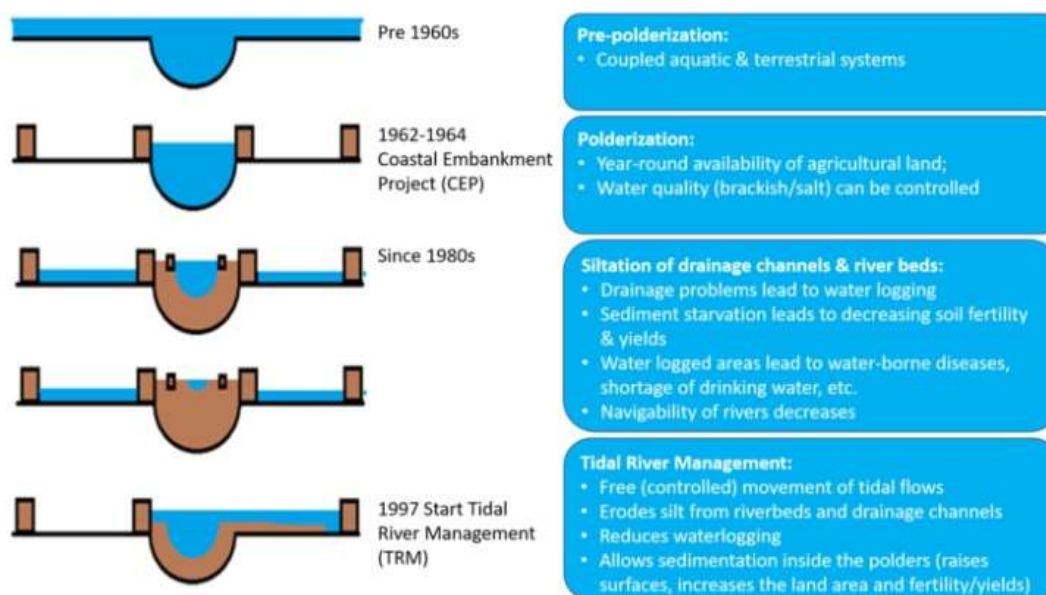 Pre 1960s
Pre-polderization:
• Coupled aquatic & terrestrial systems
1962-1964
Coastal Embankment
Project (CEP)
Polderization:
• Year-round availability of agricultural land;
• Water quality (brackish/salt) can be controlled
Since 1980s
Siltation of drainage channels & river beds:
• Drainage problems lead to water logging
• Sediment starvation leads to decreasing soil fertility
& yields
• Water logged areas lead to water-borne diseases,
shortage of drinking water, etc.
• Navigability of rivers decreases
1997 Start Tidal
River Management
(TRM)
Tidal River Management:
• Free (controlled) movement of tidal flows
• Erodes silt from riverbeds and drainage channels
• Reduces waterlogging
• Allows sedimentation inside the polders (raises
surfaces, increases the land area and fertility/yields)